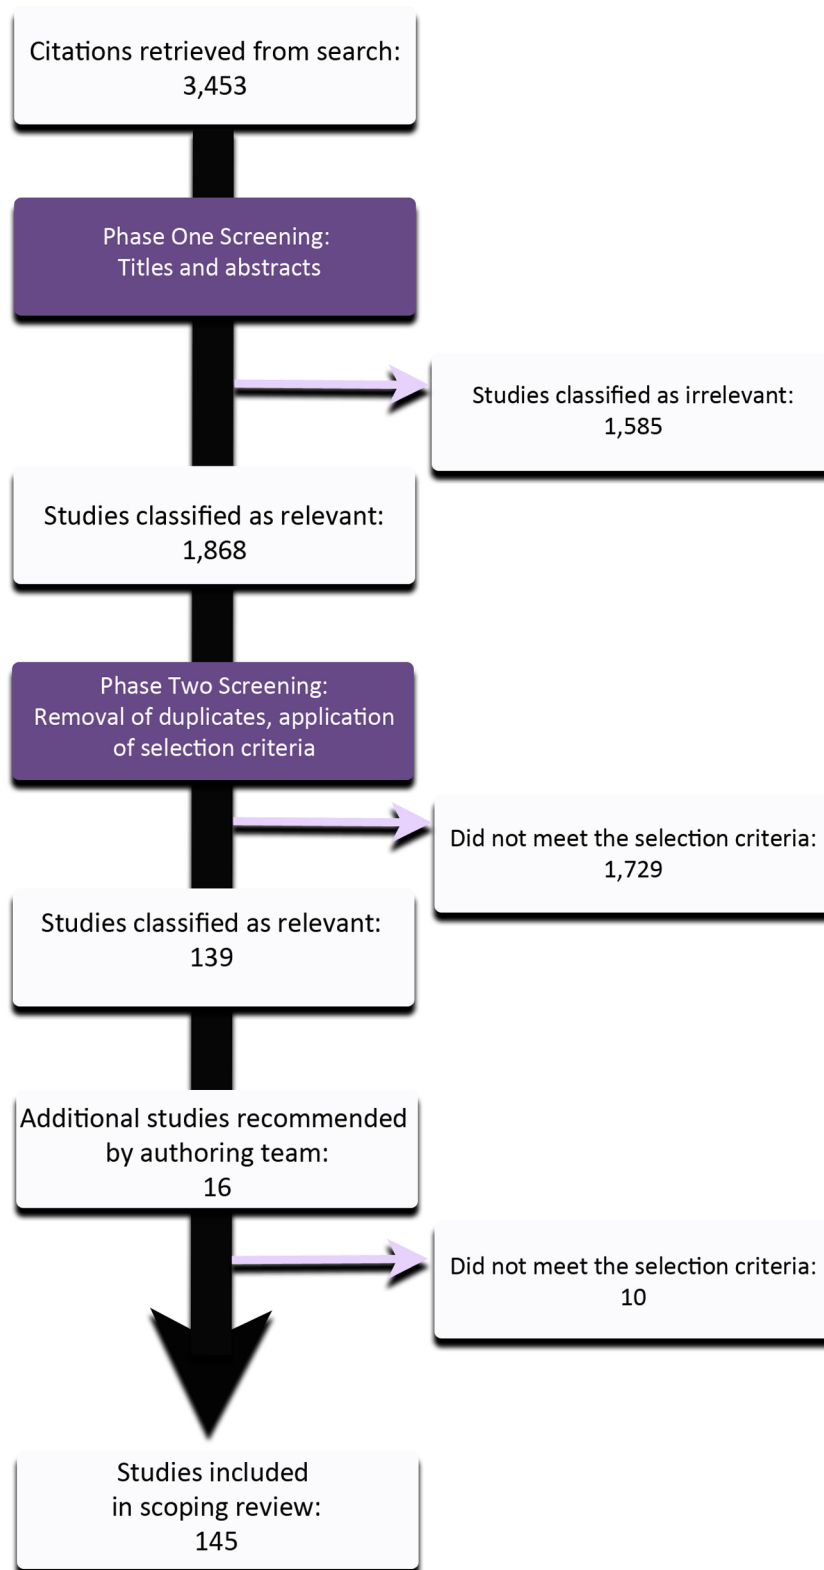 Citations retrieved from search:
3,453
Phase One Screening:
Titles and abstracts
Studies classified as irrelevant:
1,585
Studies classified as relevant:
1,868
Phase Two Screening:
Removal of duplicates, application
of selection criteria
Did not meet the selection criteria:
1,729
Studies classified as relevant:
139
Additional studies recommended
by authoring team:
16
Did not meet the selection criteria:
10
Studies included
in scoping review:
145